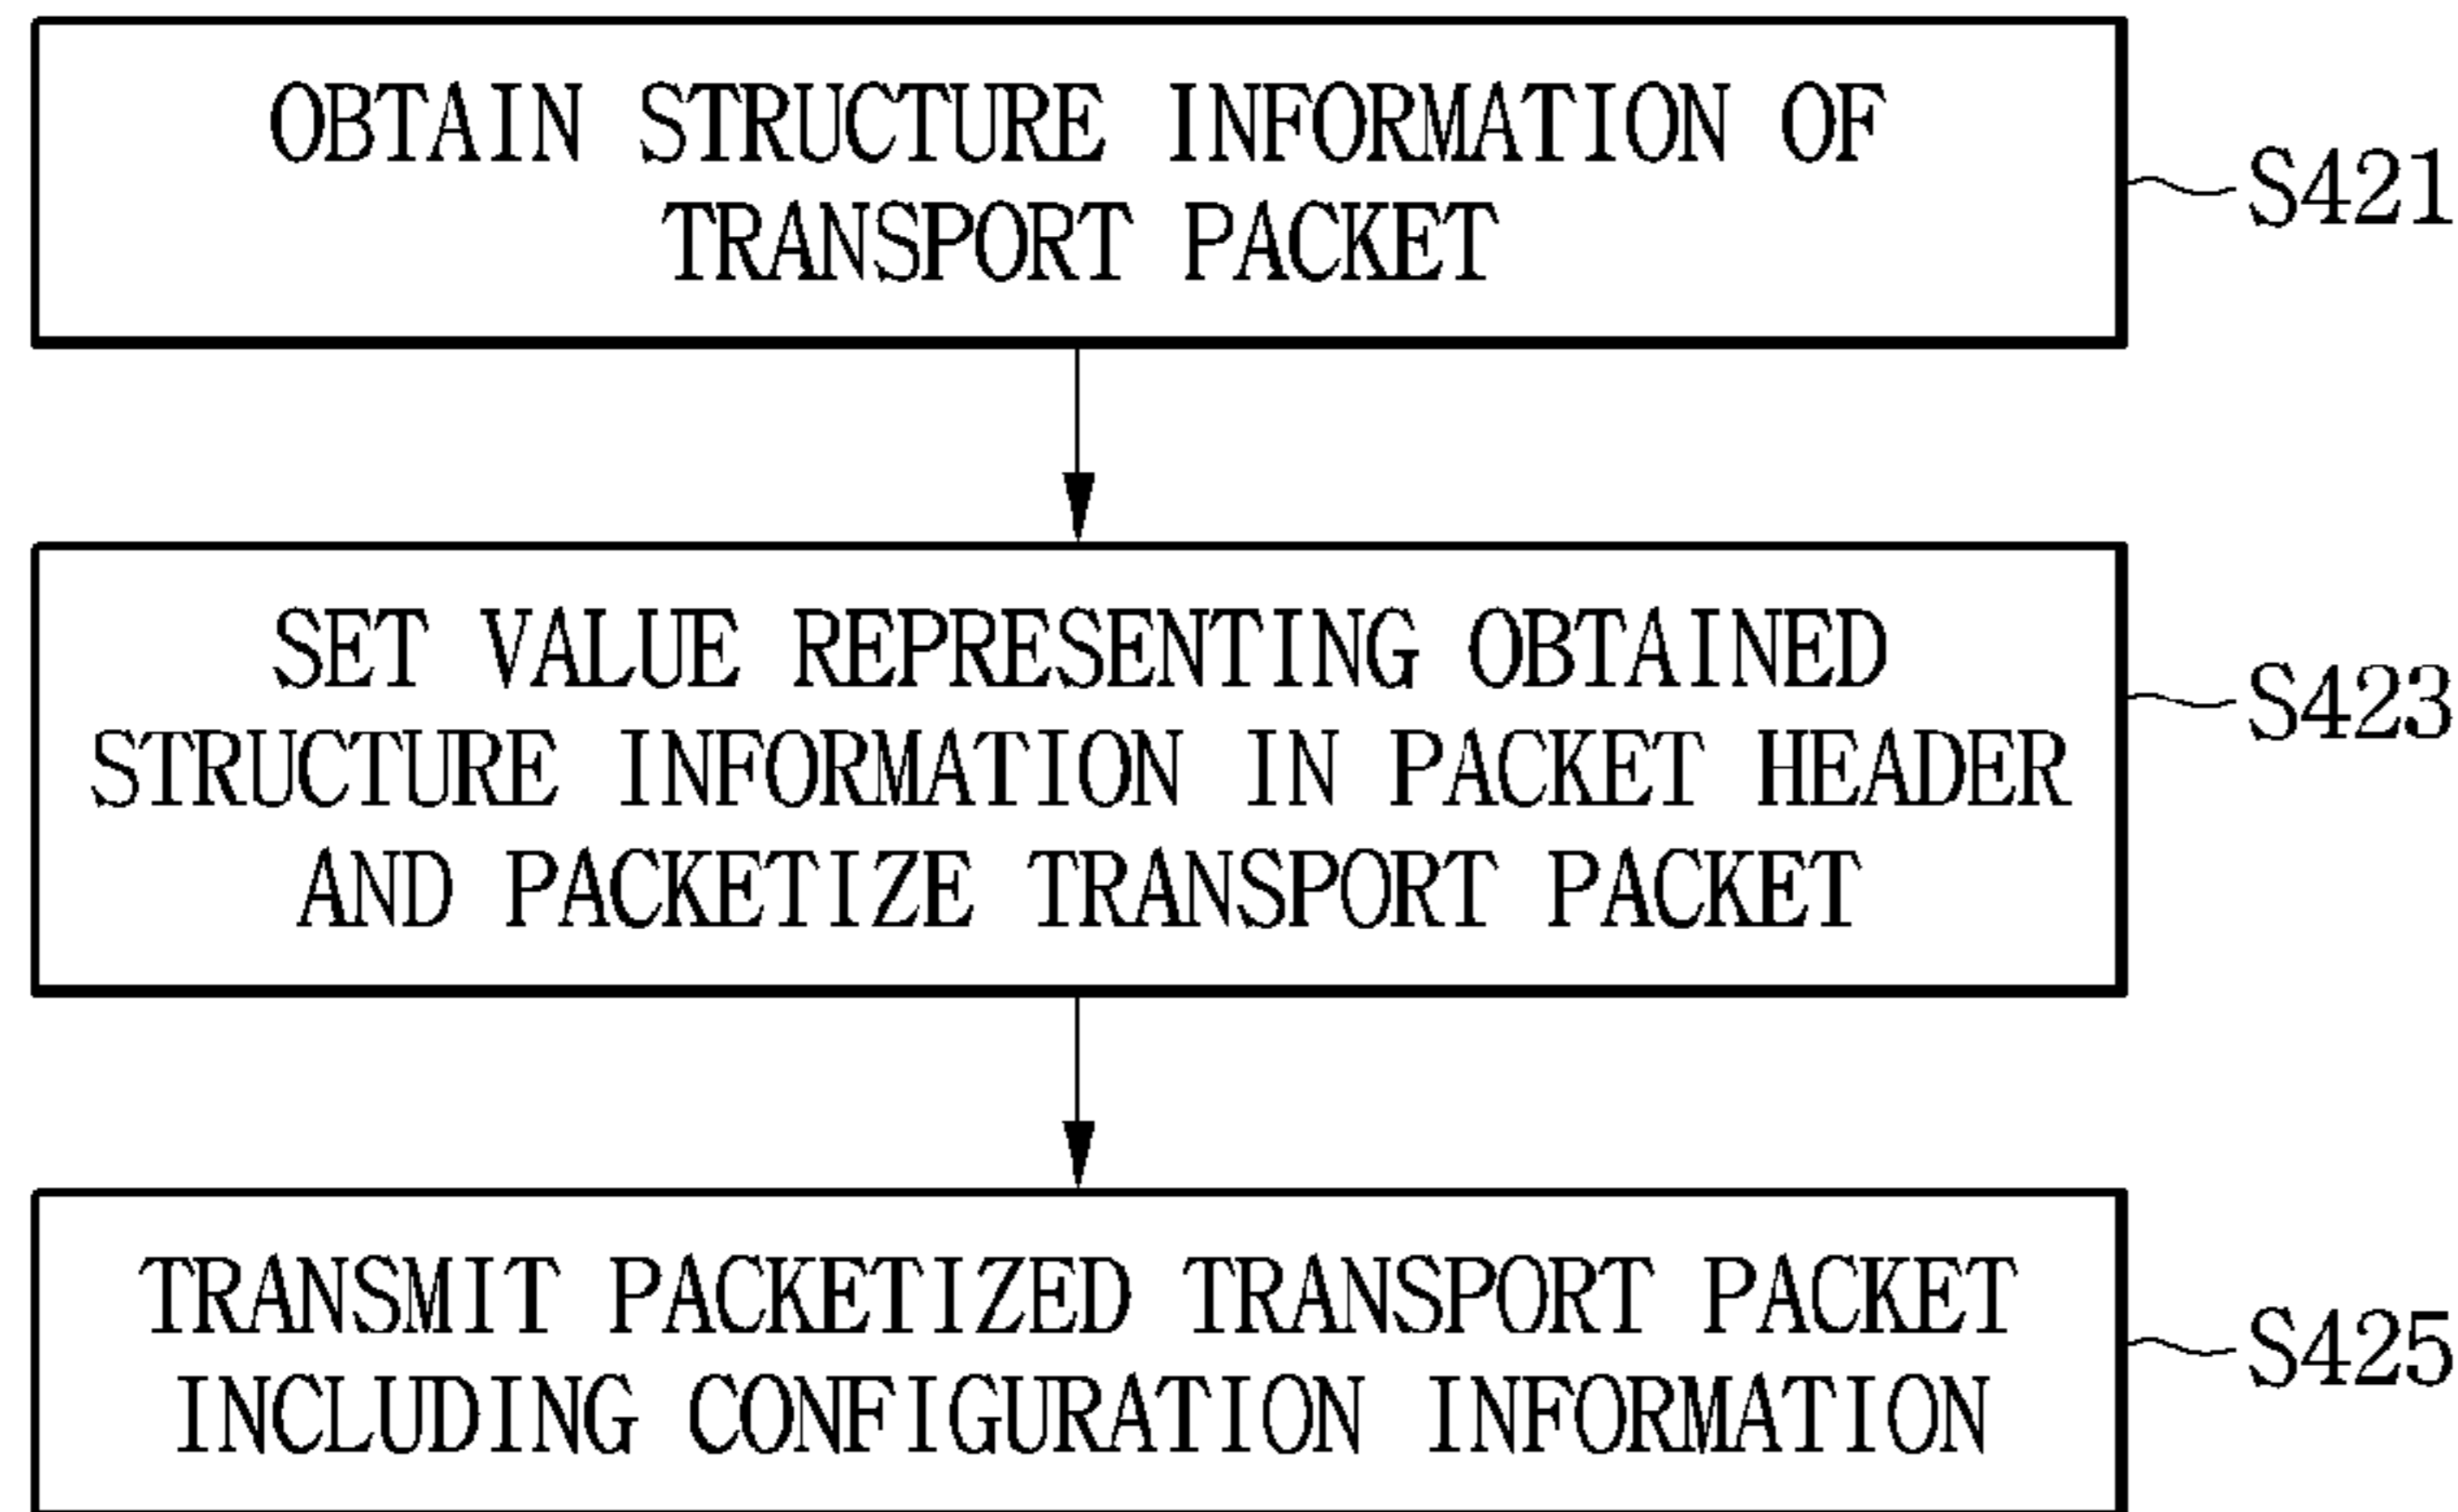 OBTAIN STRUCTURE INFORMATION OF
TRANSPORT PACKET
S421
SET VALUE REPRESENTING OBTAINED
STRUCTURE INFORMATION IN PACKET HEADER
AND PACKETIZE TRANSPORT PACKET
S423
TRANSMIT PACKETIZED TRANSPORT PACKET
INCLUDING CONFIGURATION INFORMATION
S425